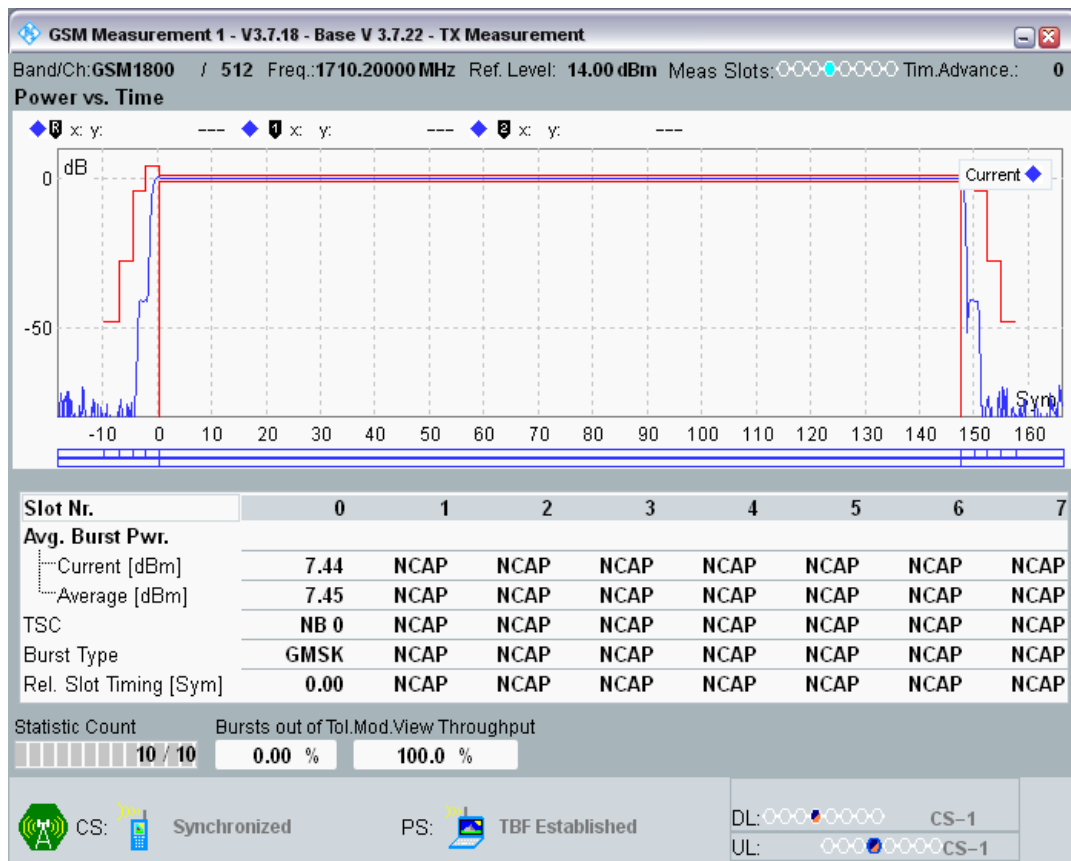 GSM Measurement 1 - V3.7.18 - Base V 3.7.22 - TX Measurement
Band/Ch:GSM1800 / 512 Freq.:1710.20000 MHz Ref. Level: 14.00 dBm Meas Slots: Tim.Advance.: 0
Power vs. Time
R x: y: --- 1 x: y: --- 2 x: y: ---
dB
Current
0
-50
Sym
-10 0 10 20 30 40 50 60 70 80 90 100 110 120 130 140 150 160
Slot Nr. 0 1 2 3 4 5 6 7
Avg. Burst Pwr.
Current [dBm] 7.44 NCAP NCAP NCAP NCAP NCAP NCAP NCAP
Average [dBm] 7.45 NCAP NCAP NCAP NCAP NCAP NCAP NCAP
TSC NB 0 NCAP NCAP NCAP NCAP NCAP NCAP NCAP
Burst Type GMSK NCAP NCAP NCAP NCAP NCAP NCAP NCAP
Rel. Slot Timing [Sym] 0.00 NCAP NCAP NCAP NCAP NCAP NCAP NCAP
Statistic Count Bursts out of Tol.Mod.View Throughput
10 / 10 0.00 % 100.0 %
CS: Synchronized PS: TBF Established
DL: CS-1
UL: CS-1